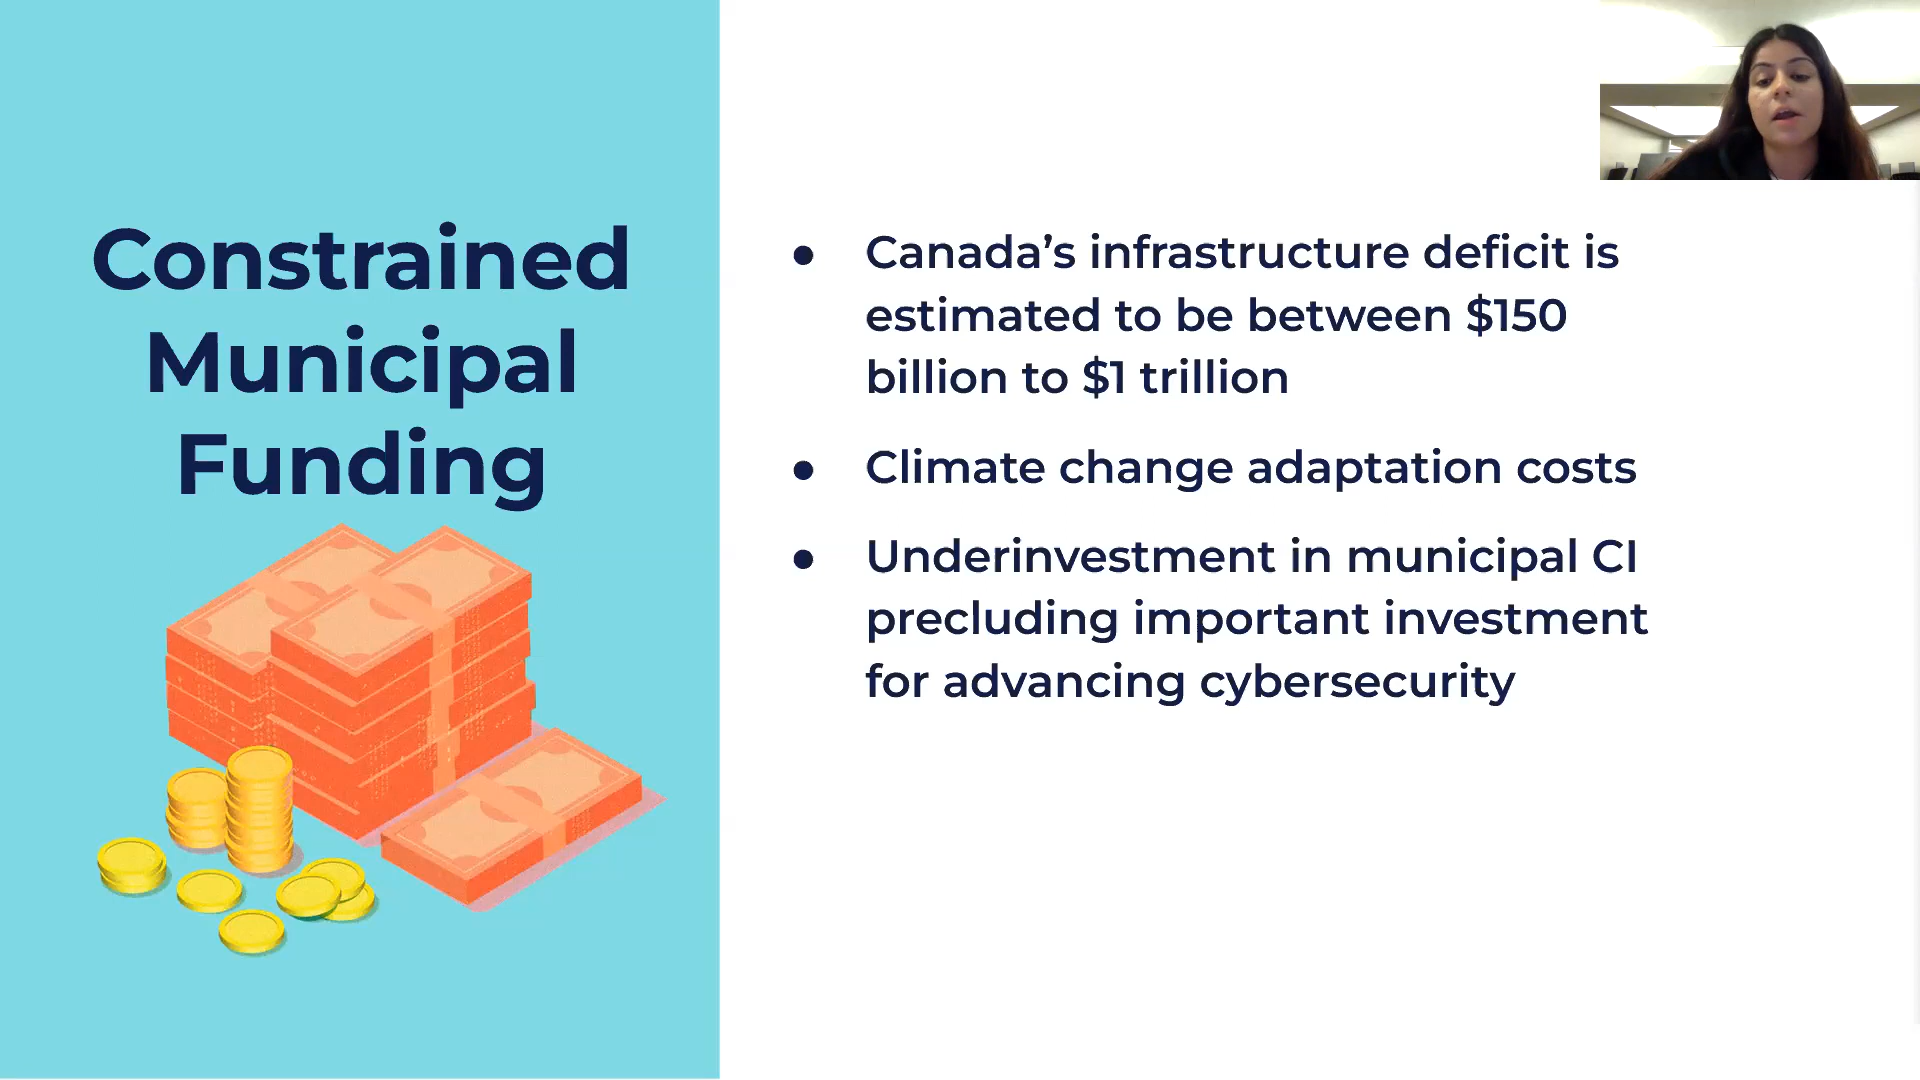 Constrained
Municipal
Funding
● Canada’s infrastructure deficit is
estimated to be between $150
billion to $1 trillion
● Climate change adaptation costs
● Underinvestment in municipal CI
precluding important investment
for advancing cybersecurity